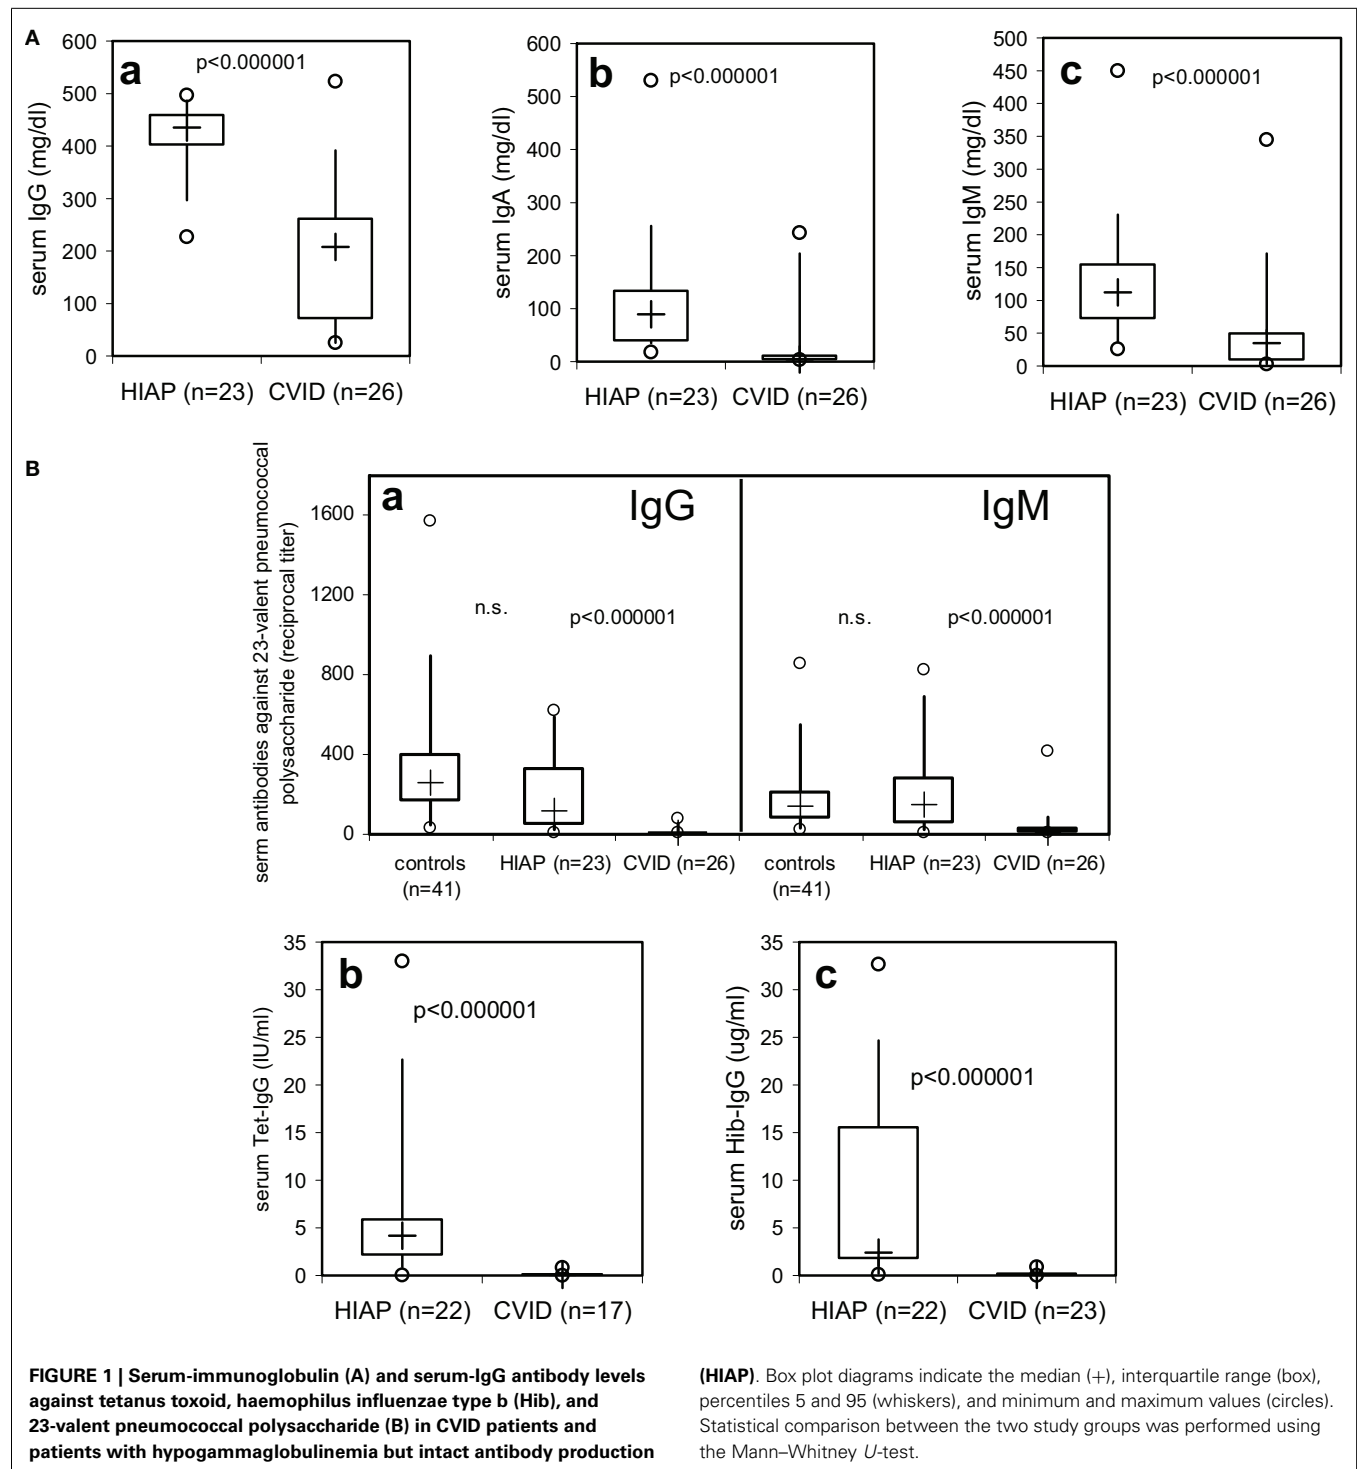 A
a
p<0.000001
600
500
400
300
200
100
0
serum IgG (mg/dl)
HIAP (n=23) CVID (n=26)
b
p<0.000001
600
500
400
300
200
100
0
serum IgA (mg/dl)
HIAP (n=23) CVID (n=26)
c
p<0.000001
500
450
400
350
300
250
200
150
100
50
0
serum IgM (mg/dl)
HIAP (n=23) CVID (n=26)
B
a
IgG
IgM
serm antibodies against 23-valent pneumococcal
polysaccharide (reciprocal titer)
1600
1200
800
400
0
n.s.
p<0.000001
n.s.
p<0.000001
controls
(n=41)
HIAP (n=23)
CVID (n=26)
controls
(n=41)
HIAP (n=23)
CVID (n=26)
b
p<0.000001
35
30
25
20
15
10
5
0
serum Tet-IgG (IU/ml)
HIAP (n=22) CVID (n=17)
c
p<0.000001
35
30
25
20
15
10
5
0
serum Hib-IgG (ug/ml)
HIAP (n=22) CVID (n=23)
FIGURE 1 | Serum-immunoglobulin (A) and serum-IgG antibody levels
against tetanus toxoid, haemophilus influenzae type b (Hib), and
23-valent pneumococcal polysaccharide (B) in CVID patients and
patients with hypogammaglobulinemia but intact antibody production
(HIAP). Box plot diagrams indicate the median (+), interquartile range (box),
percentiles 5 and 95 (whiskers), and minimum and maximum values (circles).
Statistical comparison between the two study groups was performed using
the Mann–Whitney U-test.